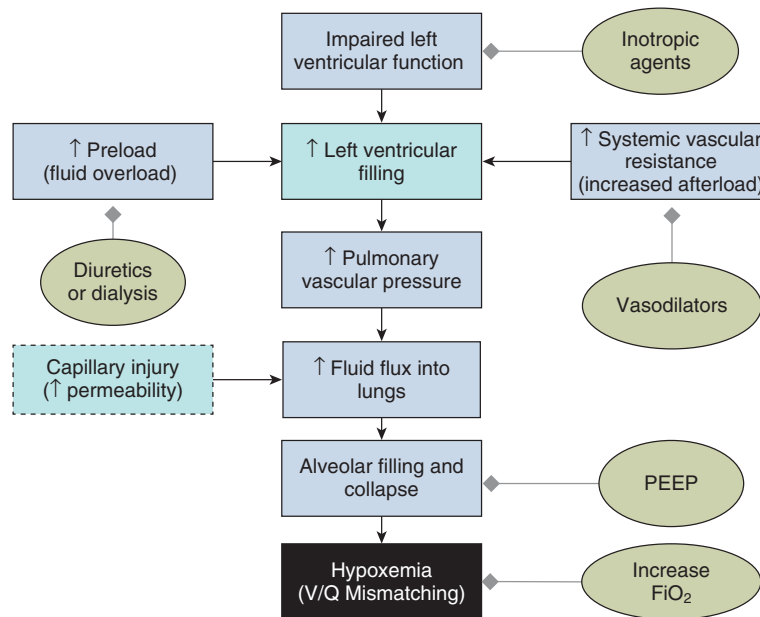 Impaired left
ventricular function
Inotropic
agents
↑ Preload
(fluid overload)
↑ Left ventricular
filling
↑ Systemic vascular
resistance
(increased afterload)
Diuretics
or dialysis
↑ Pulmonary
vascular pressure
Vasodilators
Capillary injury
(↑ permeability)
↑ Fluid flux into
lungs
Alveolar filling and
collapse
PEEP
Hypoxemia
(V/Q Mismatching)
Increase
FiO₂